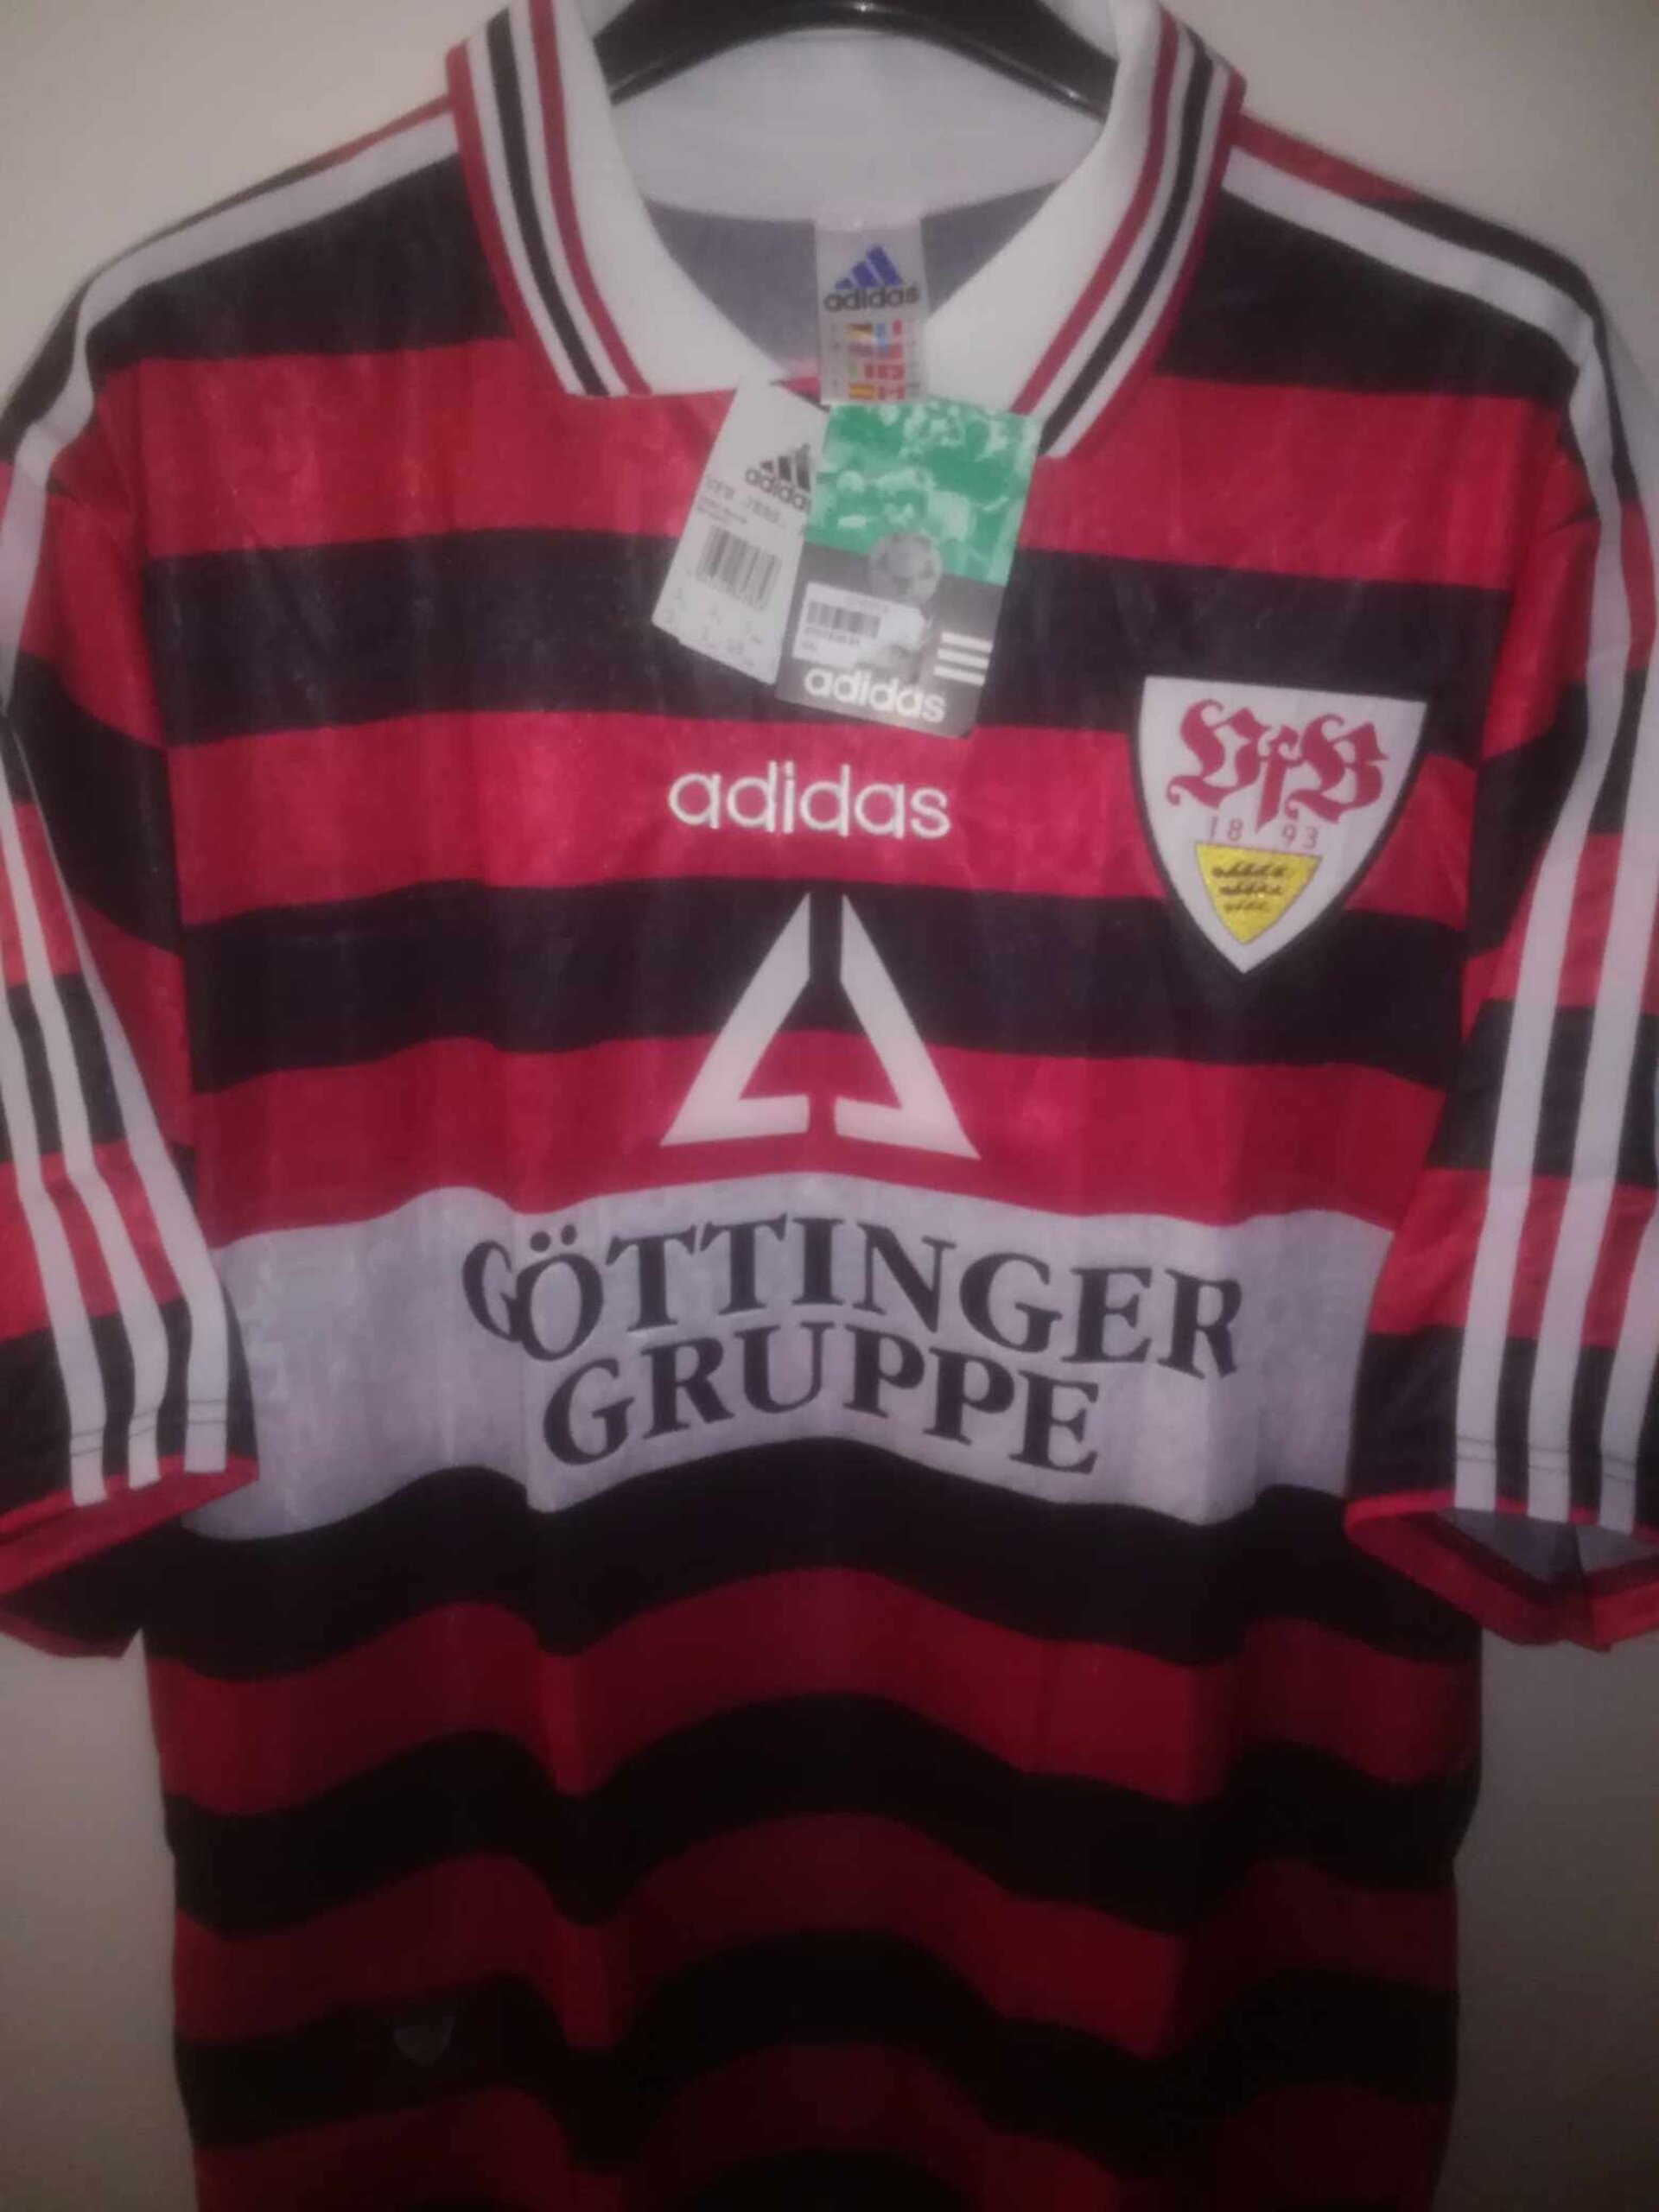 adidas
adidas
adidas
adidas
VfB
18 93
GÖTTINGER
GRUPPE